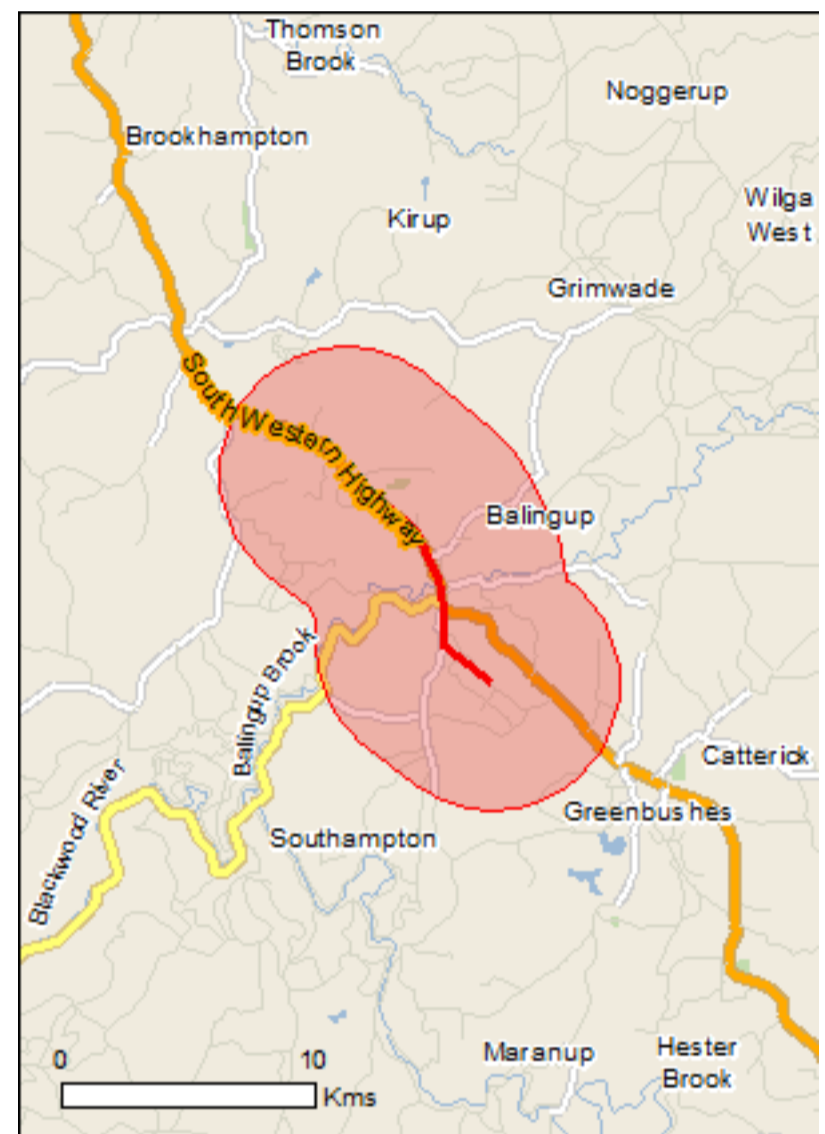 Thomson
Brook
Noggerup
Brookhampton
Wilga
West
Kirup
Grimwade
South Western Highway
Balingup
Balingup Brook
Catterick
Greenbushes
Blackwood River
Southampton
Maranup
Hester
Brook
0 10
Kms